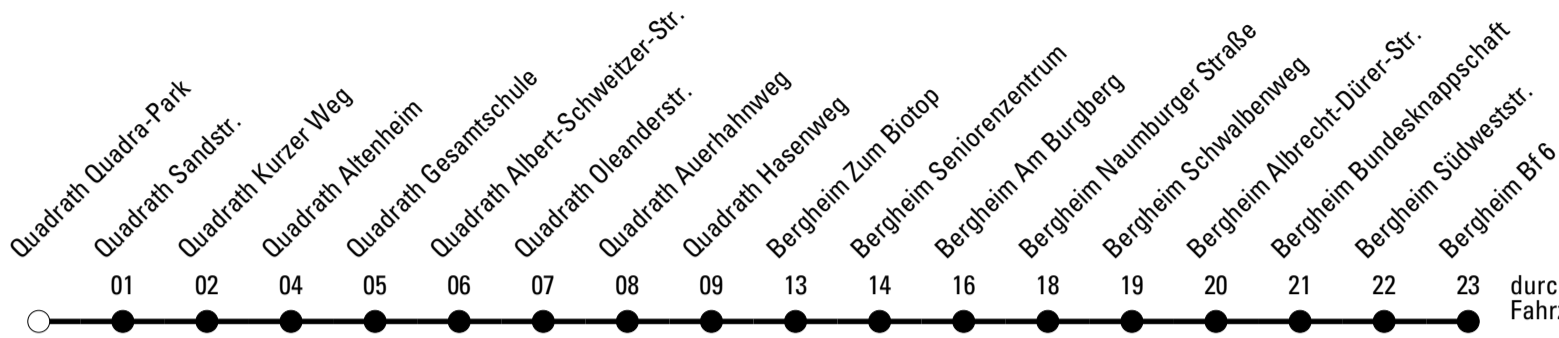 Quadrath Quadra-Park
Quadrath Sandstr.
Quadrath Kurzer Weg
Quadrath Altenheim
Quadrath Gesamtschule
Quadrath Albert-Schweitzer-Str.
Quadrath Oleanderstr.
Quadrath Auerhahnweg
Quadrath Hasenweg
Bergheim Zum Biotop
Bergheim Seniorenzentrum
Bergheim Am Burgberg
Bergheim Naumburger Straße
Bergheim Schwalbenweg
Bergheim Albrecht-Dürer-Str.
Bergheim Bundesknappschaft
Bergheim Südweststr.
Bergheim Bf 6
01 02 04 05 06 07 08 09 13 14 16 18 19 20 21 22 23